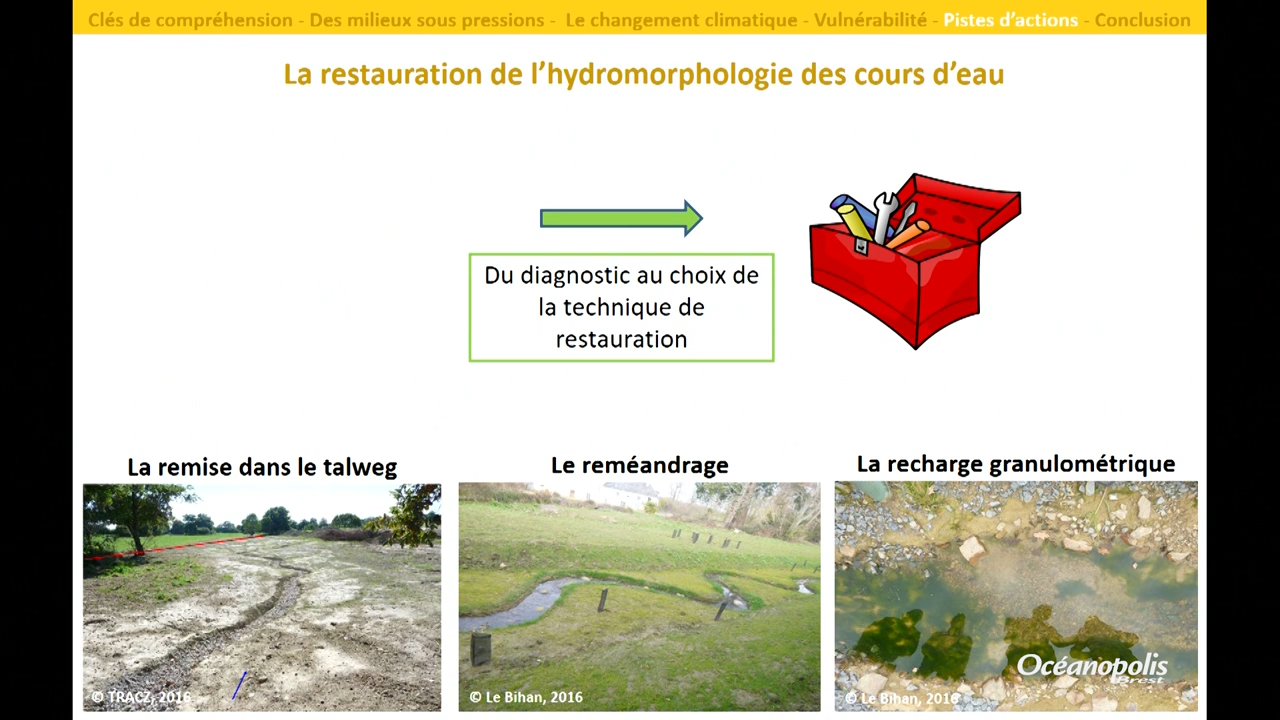 Clés de compréhension - Des milieux sous pressions - Le changement climatique - Vulnérabilité - Pistes d'actions - Conclusion
La restauration de l'hydromorphologie des cours d'eau
Du diagnostic au choix de
la technique de
restauration
La remise dans le talweg
Le reméandrage
La recharge granulométrique
© TRACZ, 2016
© Le Bihan, 2016
© Le Bihan, 2016
Océanopolis
Brest